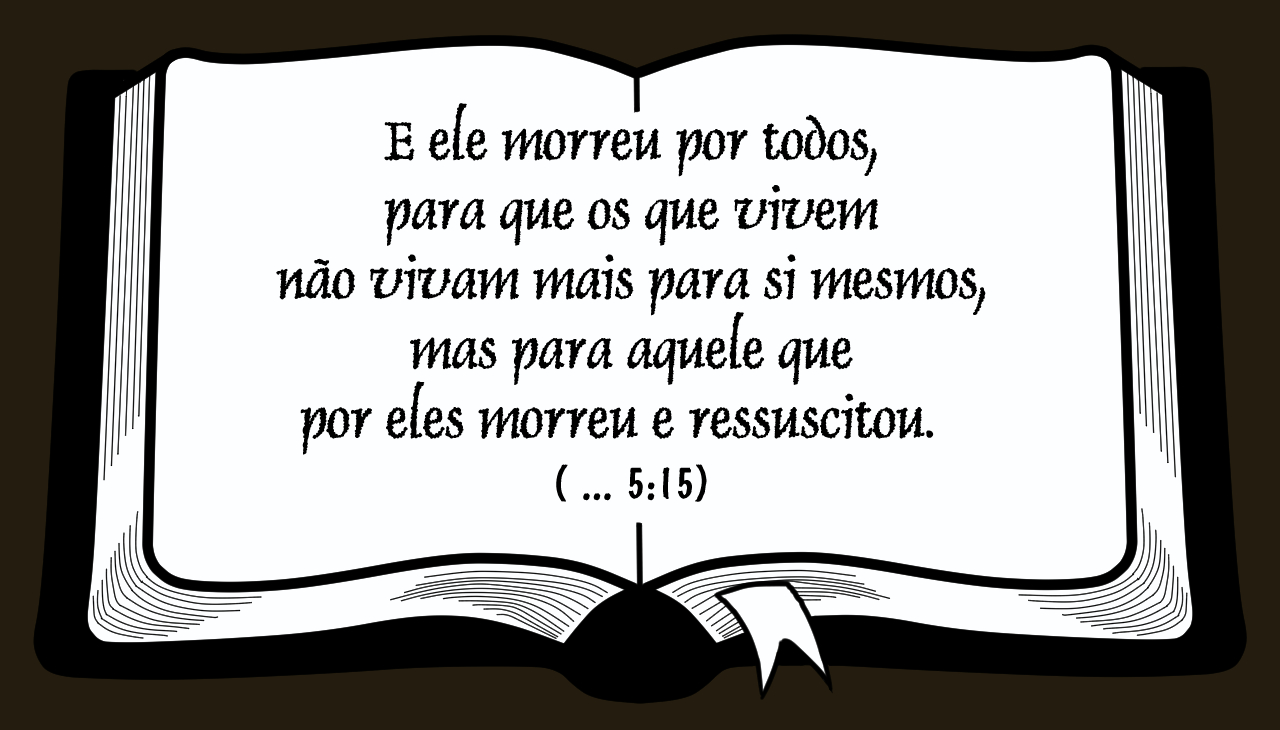 E ele morreu por todos,
para que os que vivem
não vivam mais para si mesmos,
mas para aquele que
por eles morreu e ressuscitou.
( ... 5:15)